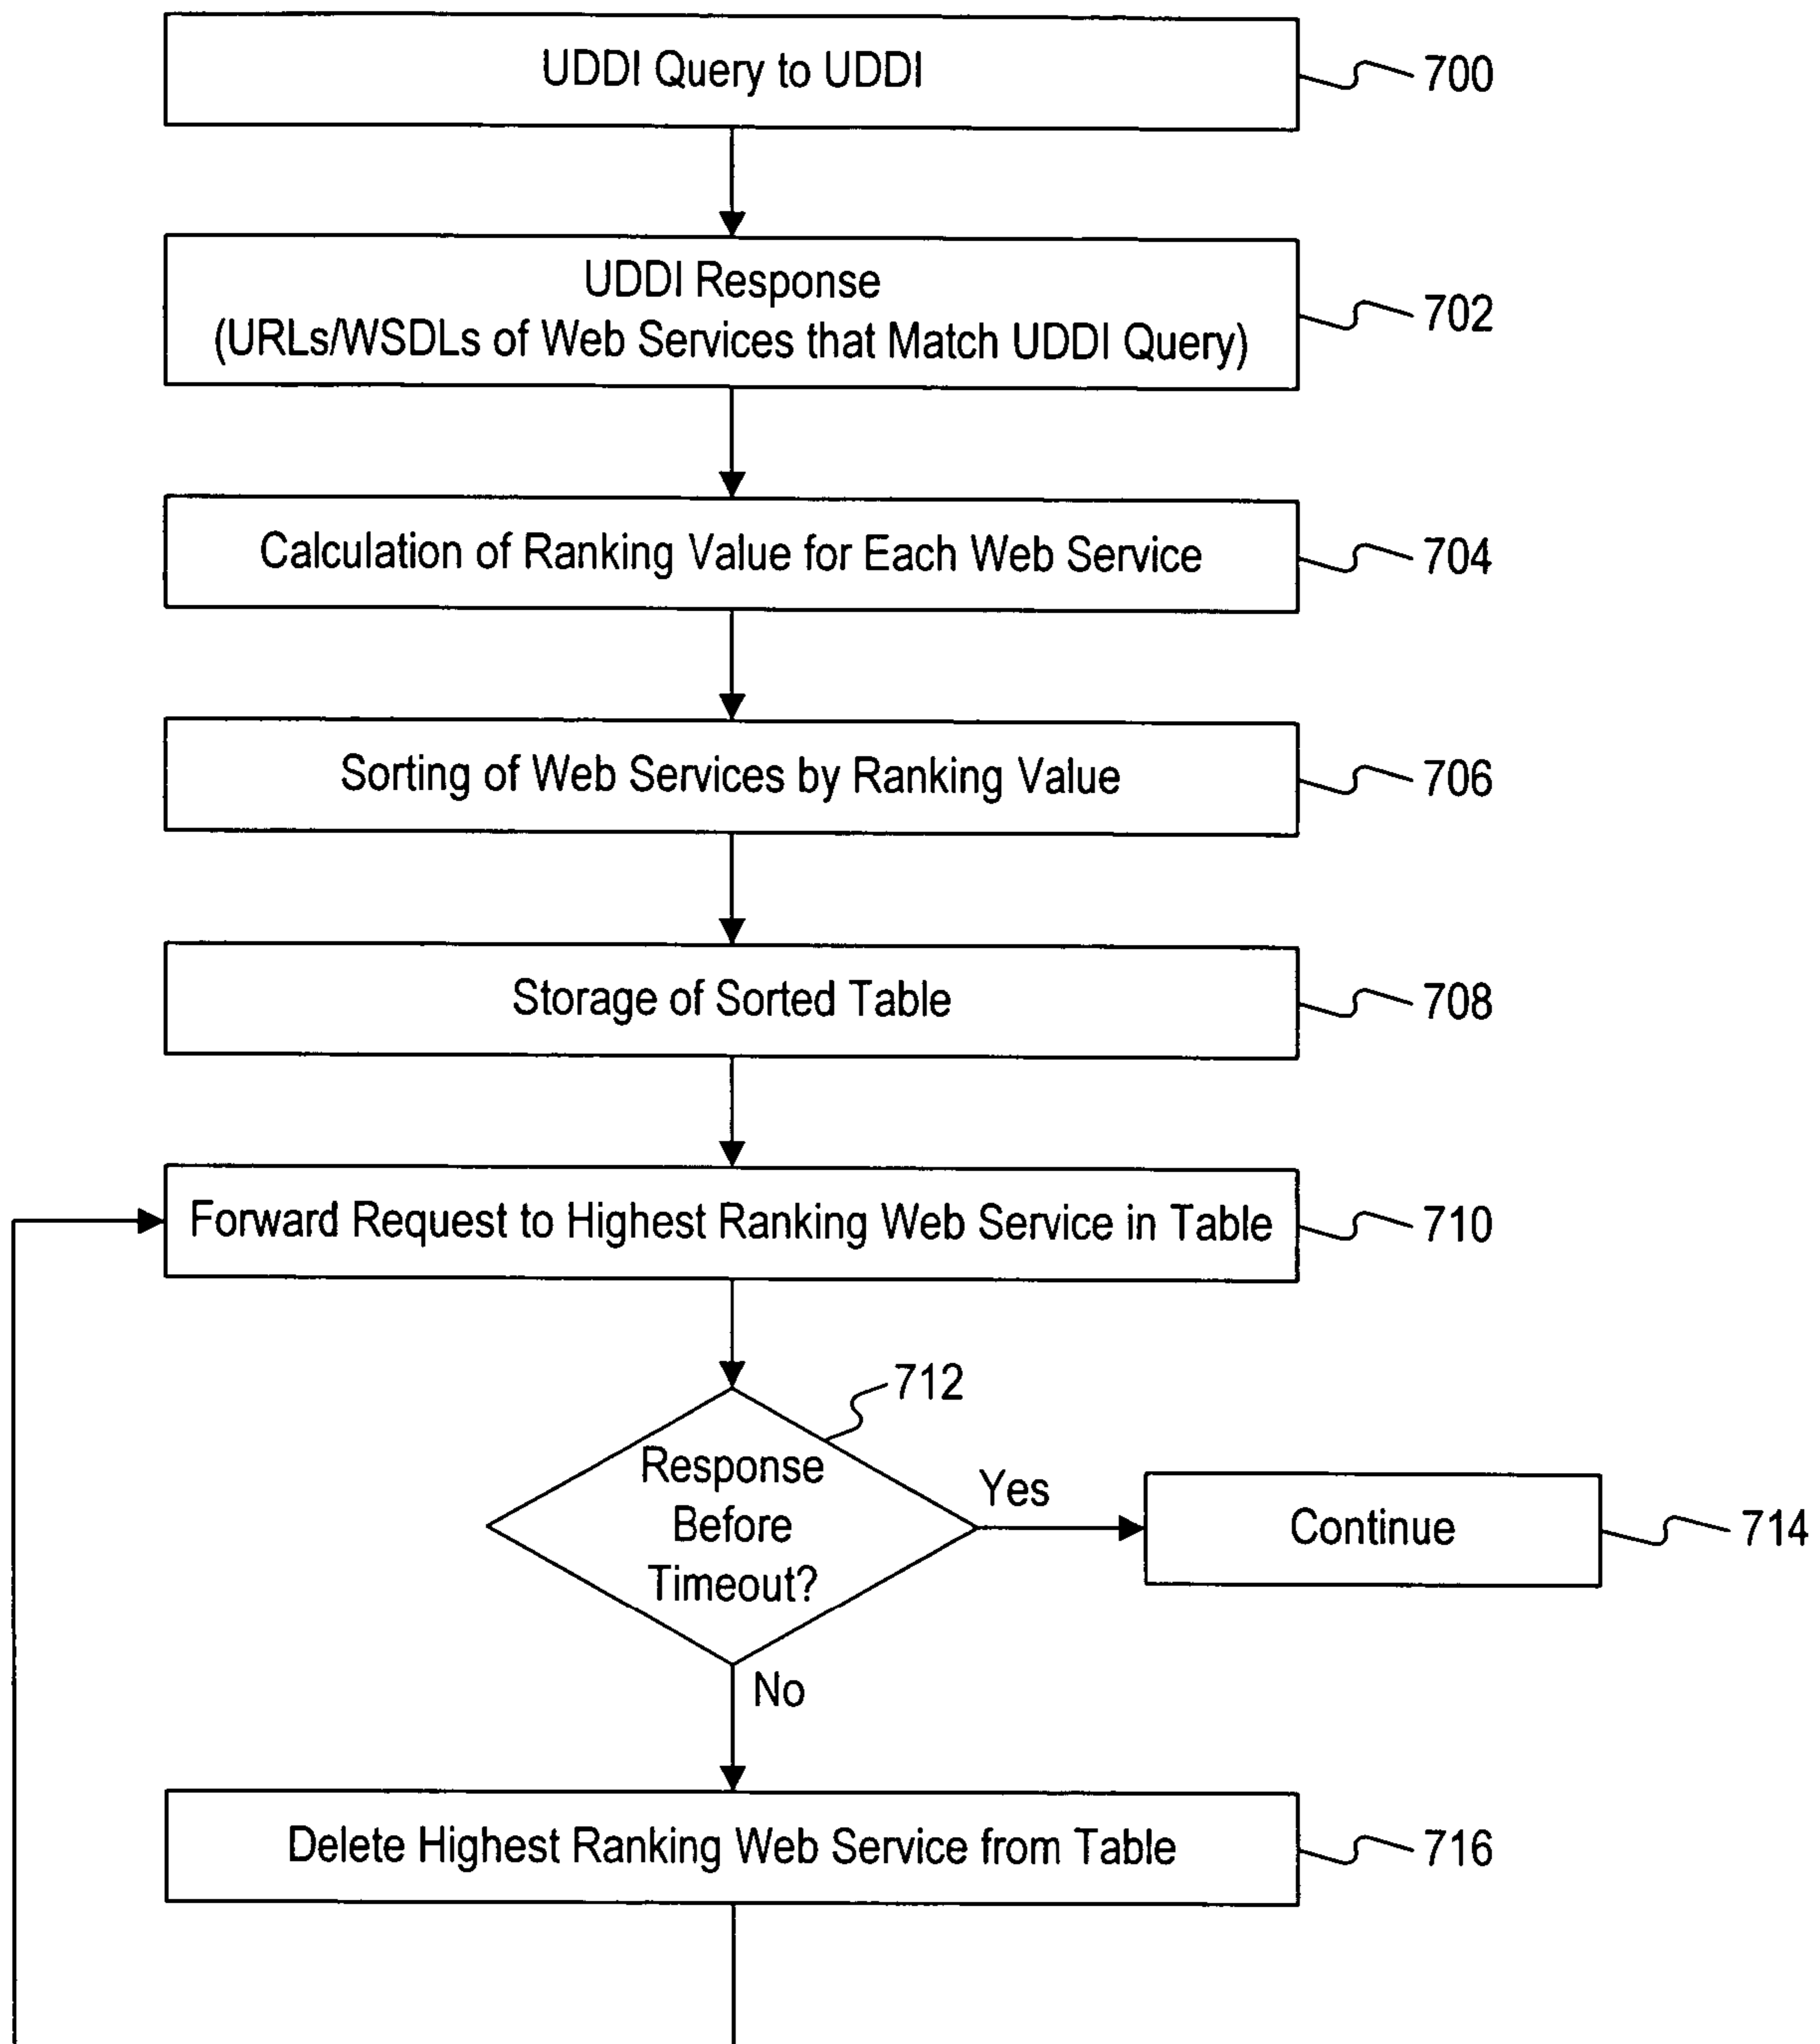 UDDI Query to UDDI
700
UDDI Response
(URLs/WSDLs of Web Services that Match UDDI Query)
702
Calculation of Ranking Value for Each Web Service
704
Sorting of Web Services by Ranking Value
706
Storage of Sorted Table
708
Forward Request to Highest Ranking Web Service in Table
710
712
Response
Before
Timeout?
Yes
Continue
714
No
Delete Highest Ranking Web Service from Table
716